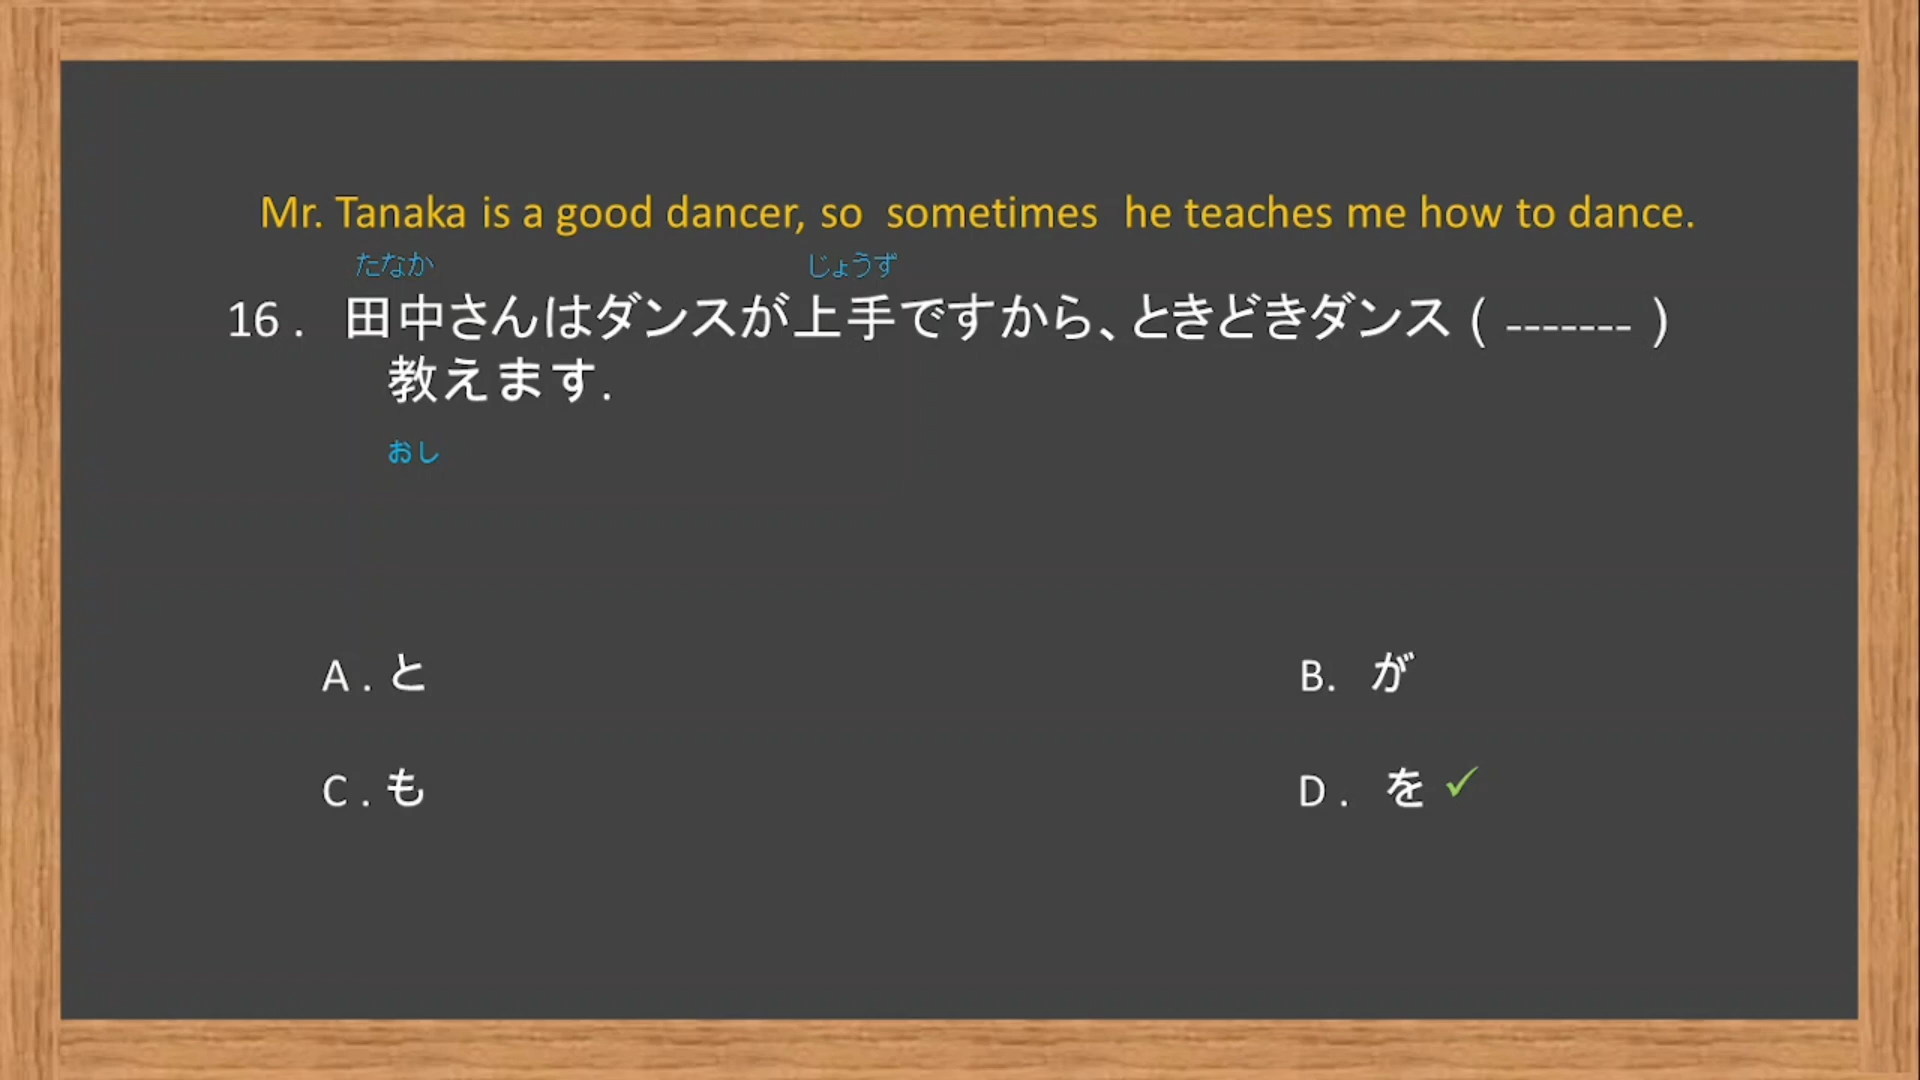 Mr. Tanaka is a good dancer, so sometimes he teaches me how to dance.
たなか じょうず
16 . 田中さんはダンスが上手ですから、ときどきダンス ( ------- )
教えます.
おし
A . と B. が
C . も D . を ✓